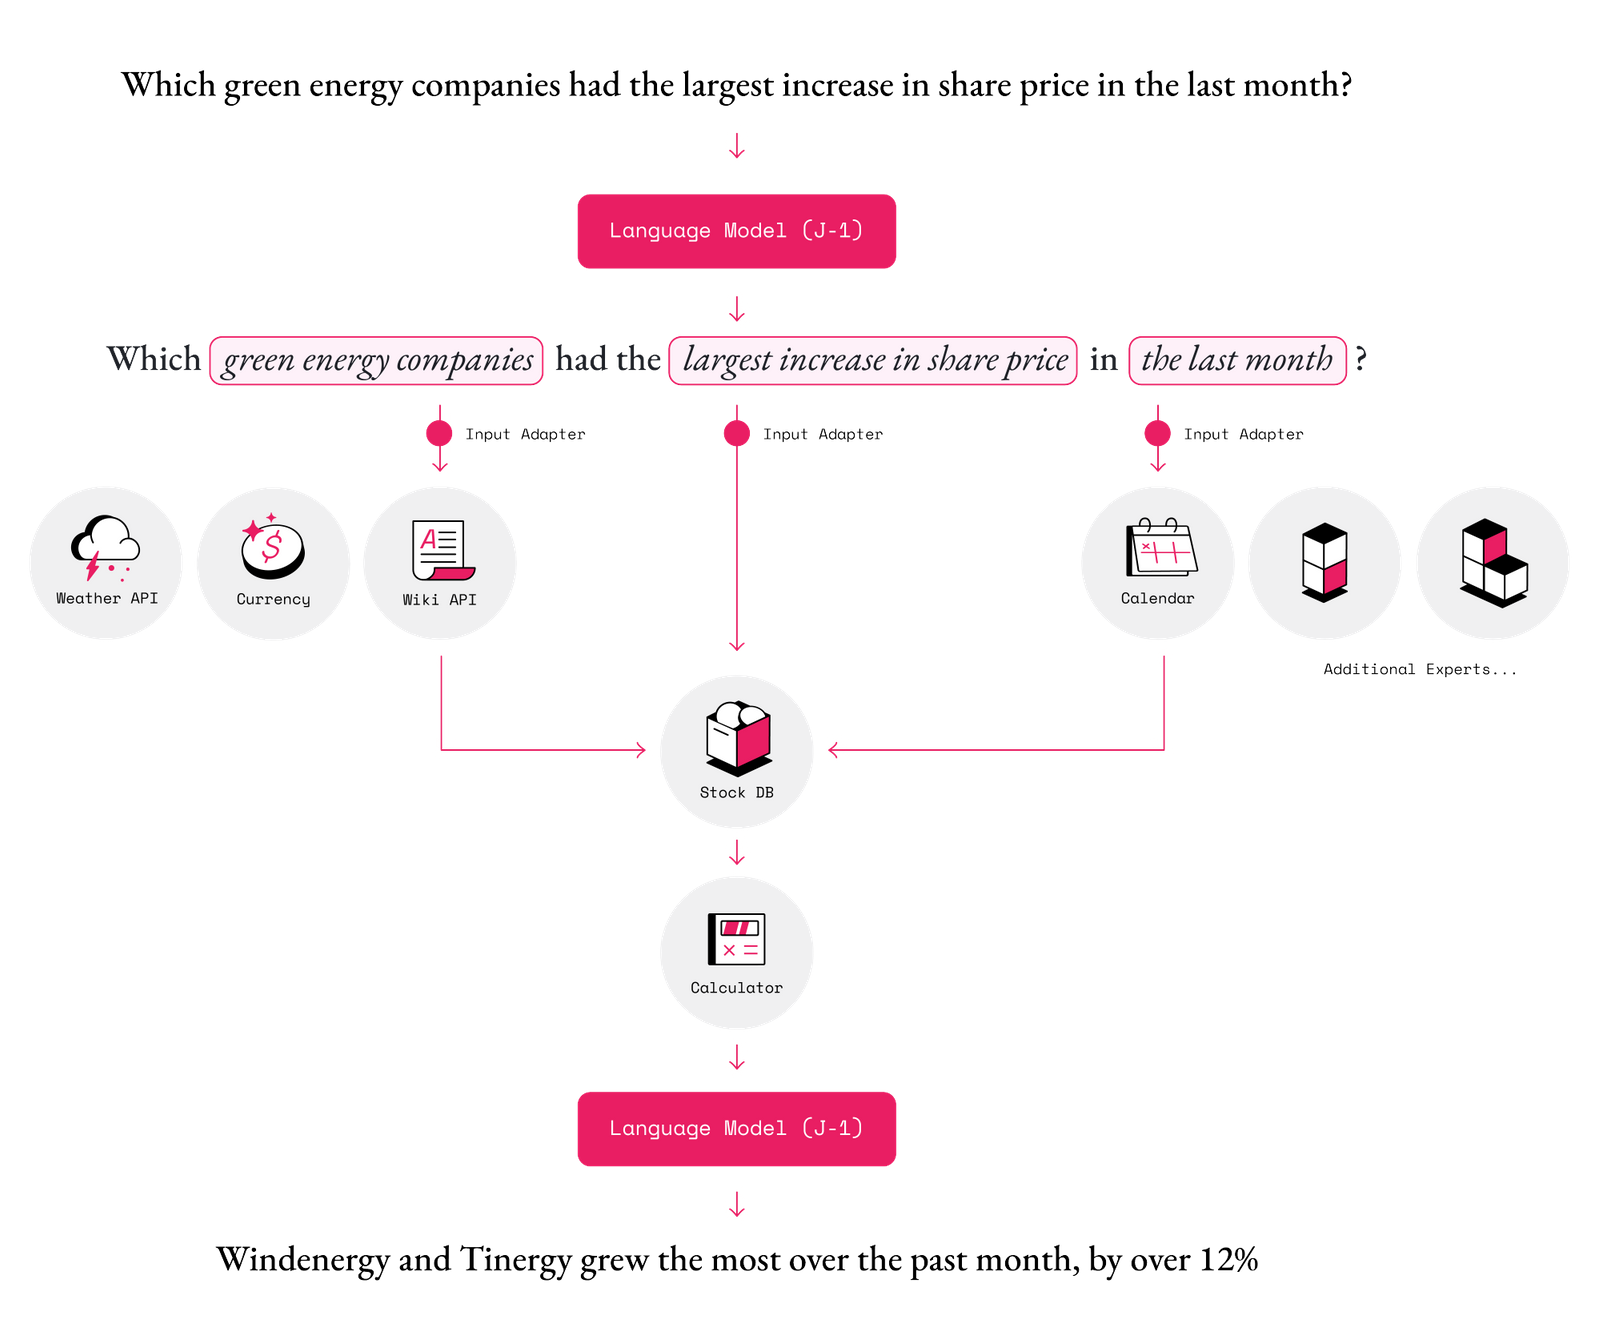 Which green energy companies had the largest increase in share price in the last month?
Language Model (J-1)
Which green energy companies had the largest increase in share price in the last month ?
Input Adapter
Input Adapter
Input Adapter
Weather API
Currency
Wiki API
Calendar
Additional Experts...
Stock DB
Calculator
Language Model (J-1)
Windenergy and Tinergy grew the most over the past month, by over 12%